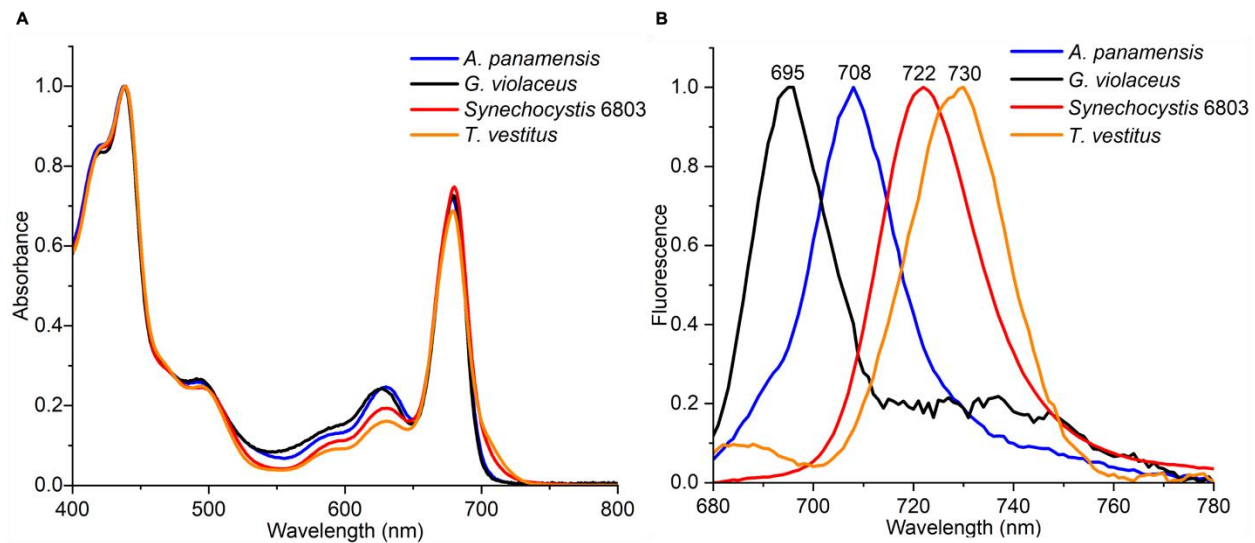 A
A. panamensis
G. violaceus
Synechocystis 6803
T. vestitus
1.0
0.8
0.6
0.4
0.2
0.0
Absorbance
400
500
600
700
800
Wavelength (nm)
B
695
708
722
730
A. panamensis
G. violaceus
Synechocystis 6803
T. vestitus
1.0
0.8
0.6
0.4
0.2
0.0
Fluorescence
680
700
720
740
760
780
Wavelength (nm)